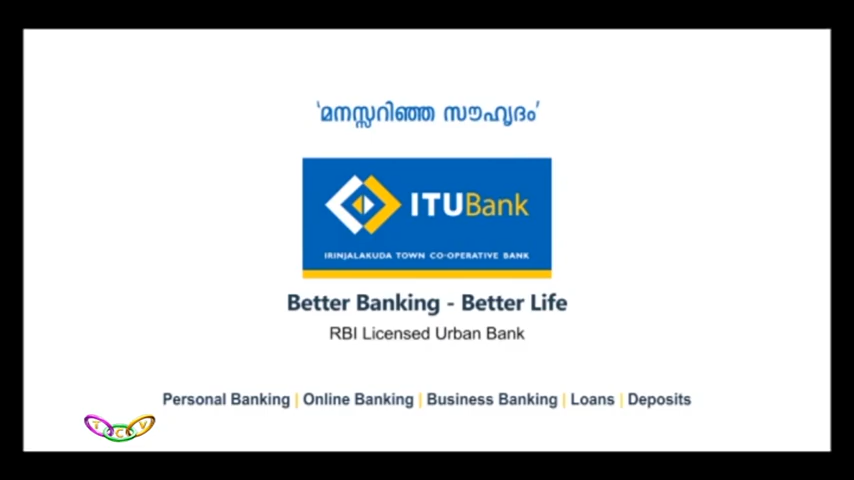 ‘മനസ്സറിഞ്ഞ സൗഹൃദം’
ITUBank
IRINJALAKUDA TOWN CO-OPERATIVE BANK
Better Banking - Better Life
RBI Licensed Urban Bank
Personal Banking | Online Banking | Business Banking | Loans | Deposits
TCV